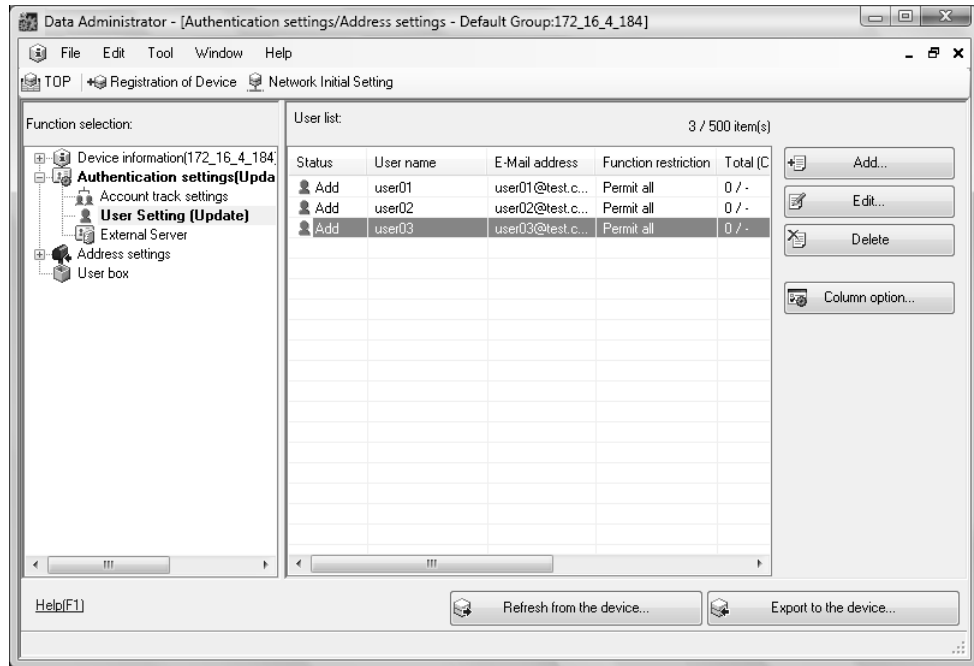 Data Administrator - [Authentication settings/Address settings - Default Group:172_16_4_184]
File Edit Tool Window Help
TOP Registration of Device Network Initial Setting
Function selection:
Device information(172_16_4_184
Authentication settings(Upda
Account track settings
User Setting (Update)
External Server
Address settings
User box
User list:
3 / 500 item(s)
Status User name E-Mail address Function restriction Total (C
Add user01 user01@test.c... Permit all 0 / -
Add user02 user02@test.c... Permit all 0 / -
Add user03 user03@test.c... Permit all 0 / -
Add...
Edit...
Delete
Column option...
Help(F1)
Refresh from the device...
Export to the device...